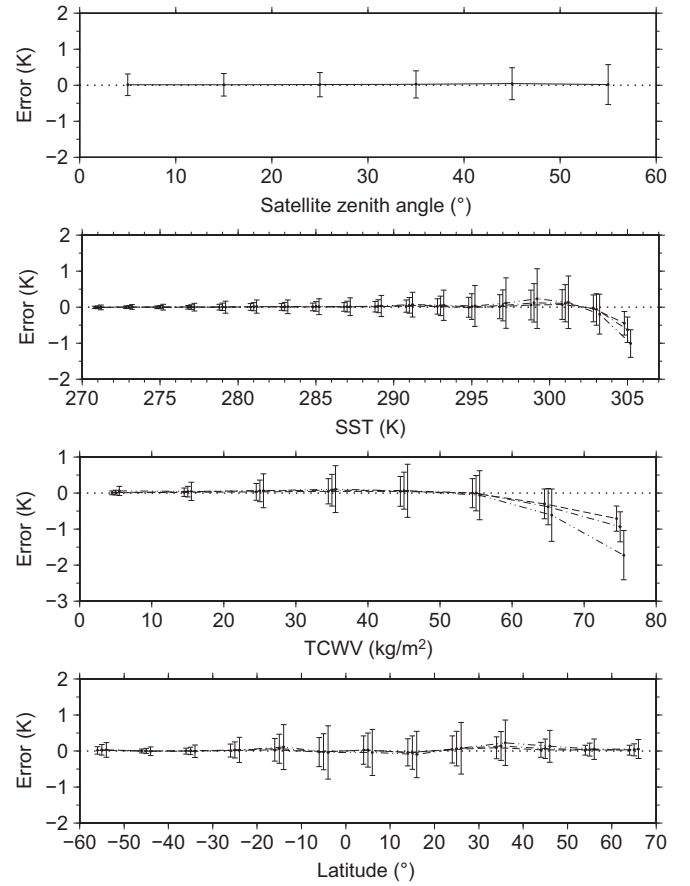 2
1
0
−1
−2
Error (K)
0 10 20 30 40 50 60
Satellite zenith angle (°)
2
1
0
−1
−2
Error (K)
270 275 280 285 290 295 300 305
SST (K)
1
0
−1
−2
−3
Error (K)
0 10 20 30 40 50 60 70 80
TCWV (kg/m²)
2
1
0
−1
−2
Error (K)
−60 −50 −40 −30 −20 −10 0 10 20 30 40 50 60 70
Latitude (°)